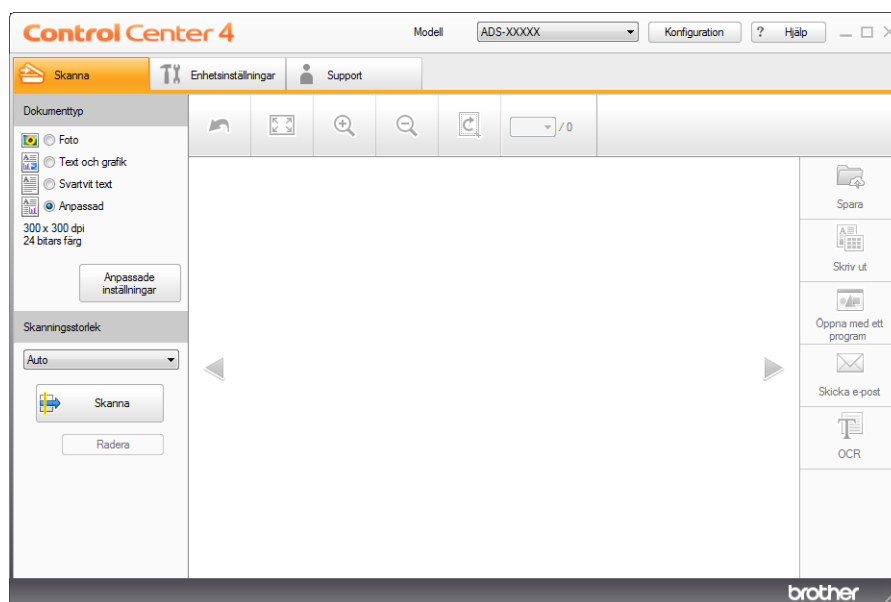 Control Center 4
Modell
ADS-XXXXX
Konfiguration
? Hjälp
Skanna
Enhetsinställningar
Support
Dokumenttyp
Foto
Text och grafik
Svartvit text
Anpassad
300 x 300 dpi
24 bitars färg
Anpassade
inställningar
Skanningsstorlek
Auto
Skanna
Radera
/ 0
Spara
Skriv ut
Öppna med ett
program
Skicka e-post
OCR
brother